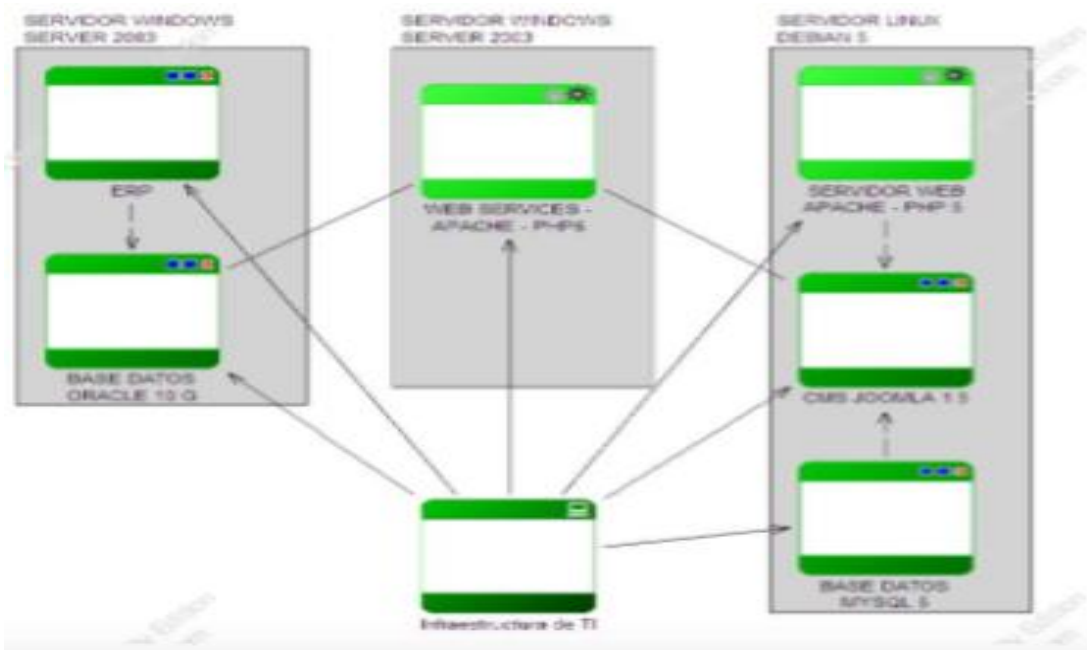 SERVIDOR WINDOWS
SERVER 2003
SERVIDOR WINDOWS
SERVER 2003
SERVIDOR LINUX
DEBIAN 5
ERP
WEB SERVICES -
APACHE - PHP5
SERVIDOR WEB
APACHE - PHP 5
BASE DATOS
ORACLE 10 G
CMS JOOMLA 1.5
BASE DATOS
MYSQL 5
Infraestructura de TI